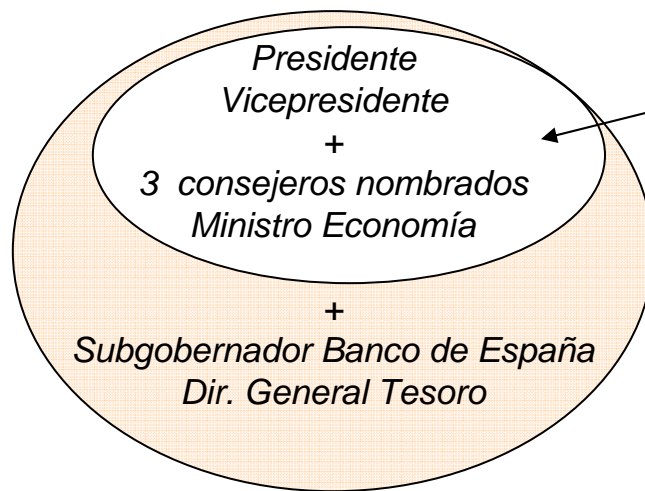 Presidente
Vicepresidente
+
3 consejeros nombrados
Ministro Economía
+
Subgobernador Banco de España
Dir. General Tesoro